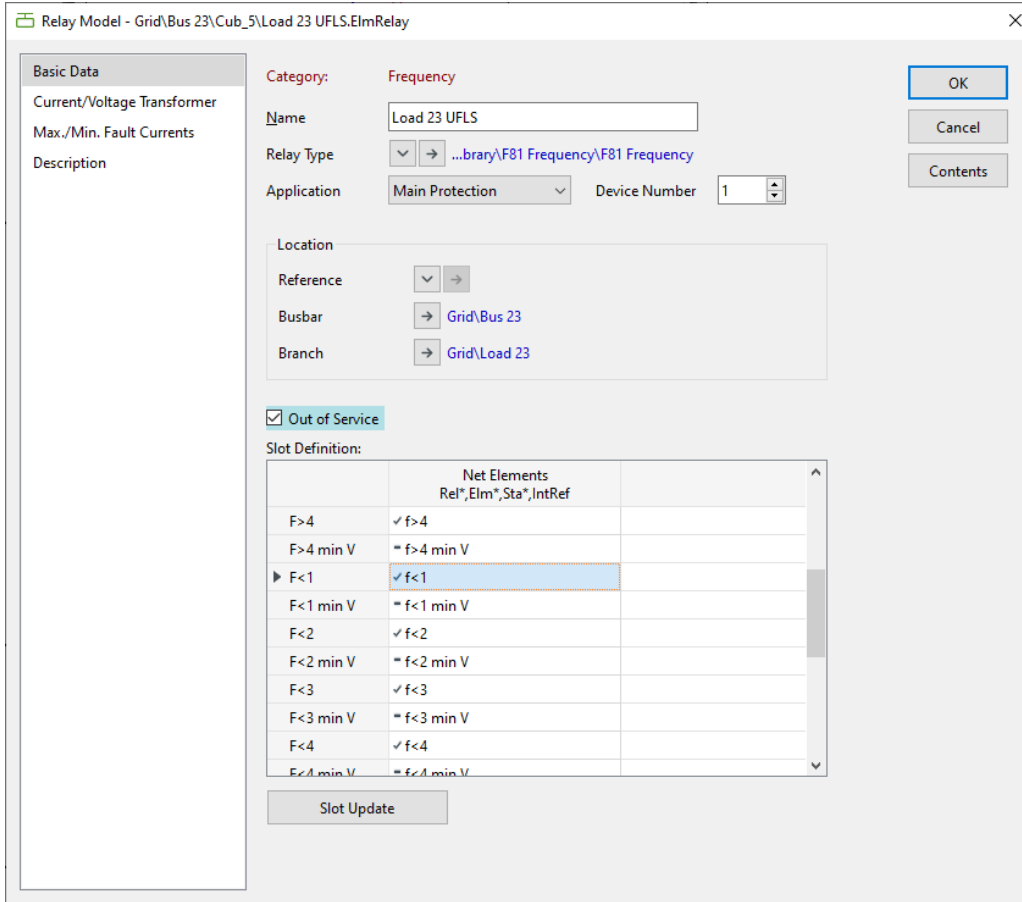 Relay Model - Grid\Bus 23\Cub_5\Load 23 UFLS.ElmRelay
Basic Data
Current/Voltage Transformer
Max./Min. Fault Currents
Description
Category: Frequency
Name Load 23 UFLS
Relay Type ...brary\F81 Frequency\F81 Frequency
Application Main Protection Device Number 1
Location
Reference
Busbar Grid\Bus 23
Branch Grid\Load 23
Out of Service
Slot Definition:
Net Elements
Rel*,Elm*,Sta*,IntRef
F>4 f>4
F>4 min V f>4 min V
F<1 f<1
F<1 min V f<1 min V
F<2 f<2
F<2 min V f<2 min V
F<3 f<3
F<3 min V f<3 min V
F<4 f<4
F<4 min V f<4 min V
Slot Update
OK
Cancel
Contents